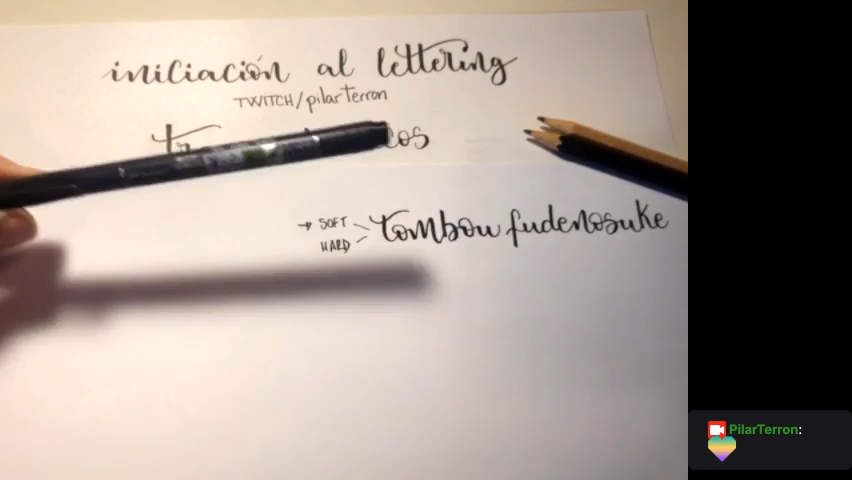 iniciación al lettering
TWITCH/pilarterron
SOFT
HARD
tombow fudenosuke
PilarTerron: